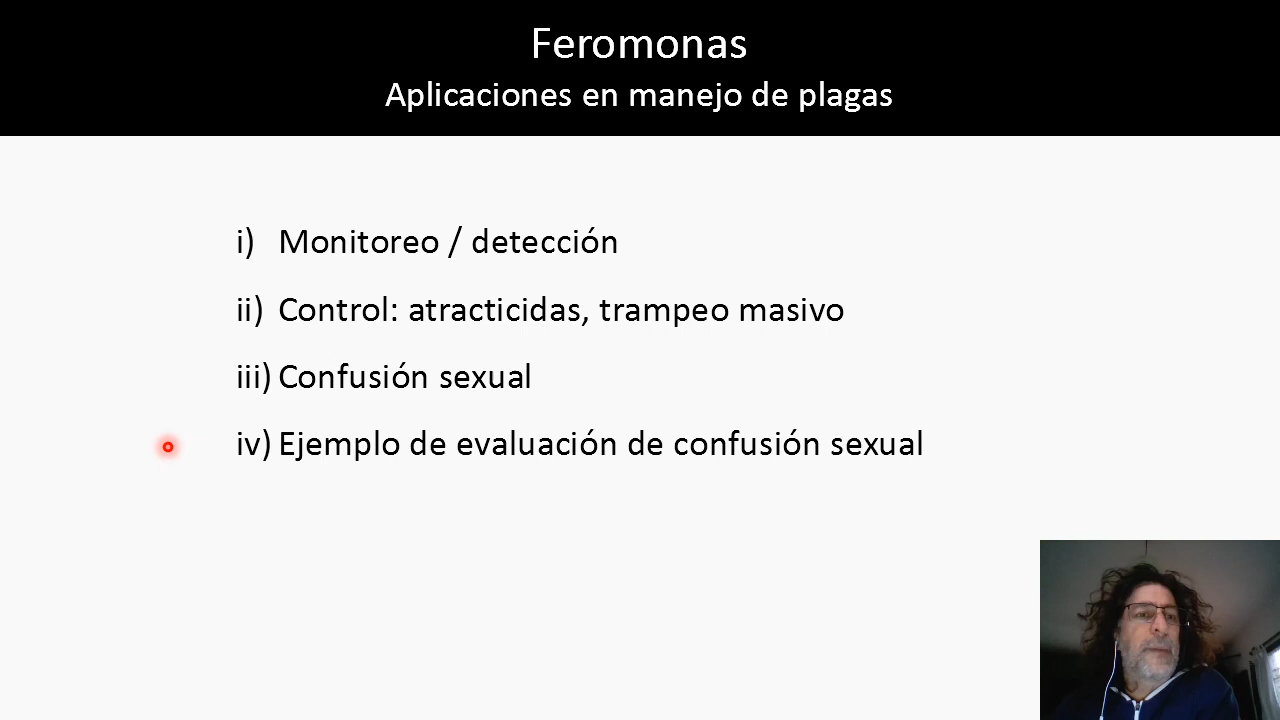 Feromonas
Aplicaciones en manejo de plagas
i) Monitoreo / detección
ii) Control: atracticidas, trampeo masivo
iii) Confusión sexual
iv) Ejemplo de evaluación de confusión sexual